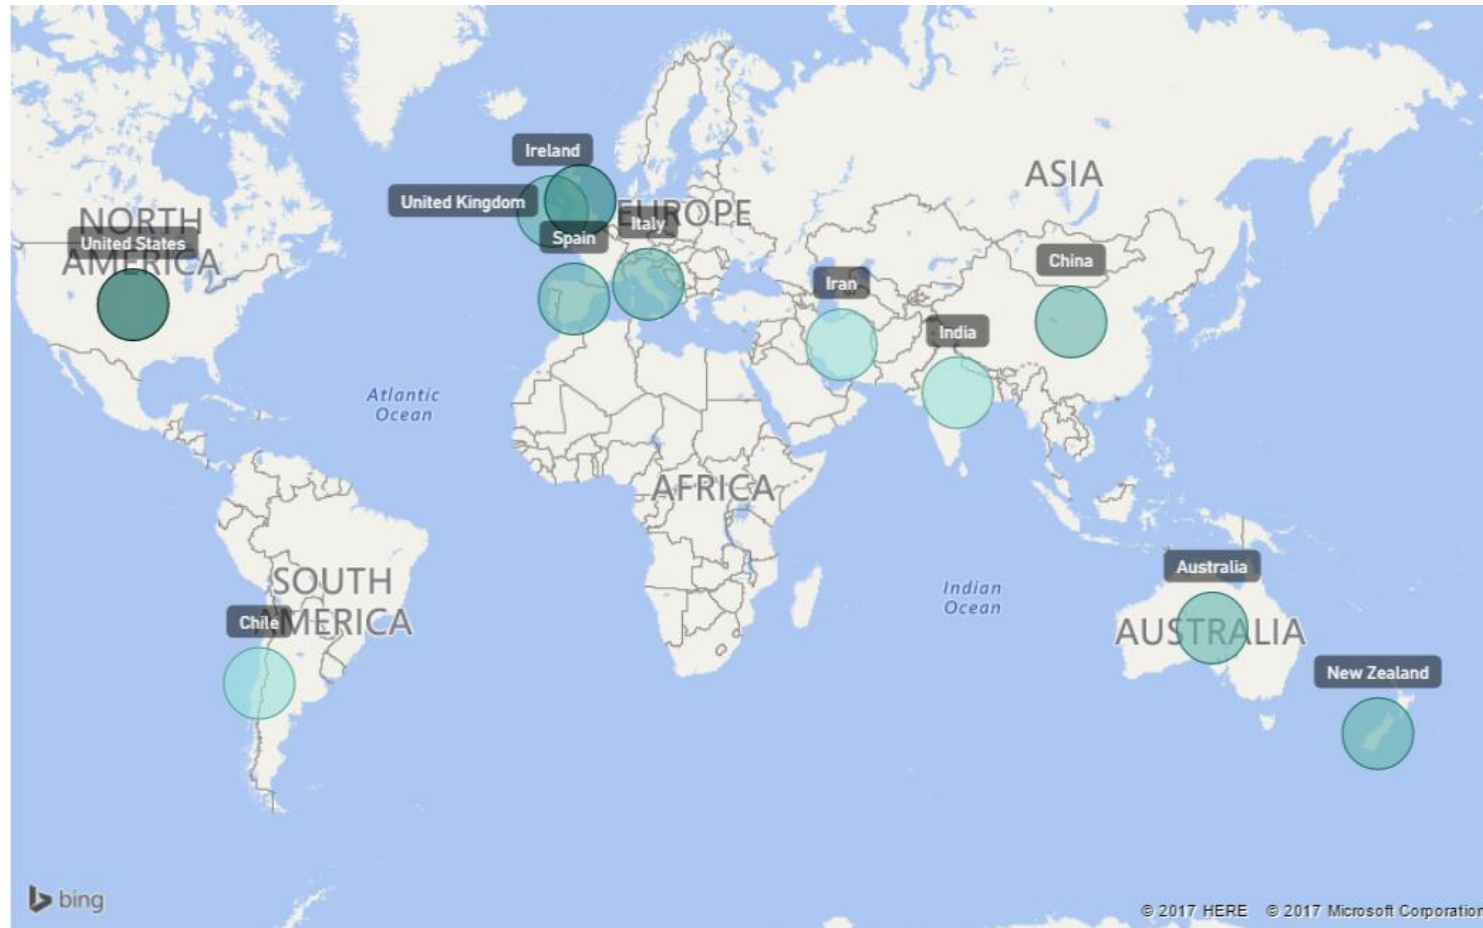 Ireland
ASIA
United Kingdom
EUROPE
NORTH
AMERICA
United States
Spain
Italy
China
Iran
India
Atlantic
Ocean
AFRICA
Australia
SOUTH
AMERICA
Indian
Ocean
Chile
AUSTRALIA
New Zealand
bing
© 2017 HERE © 2017 Microsoft Corporation